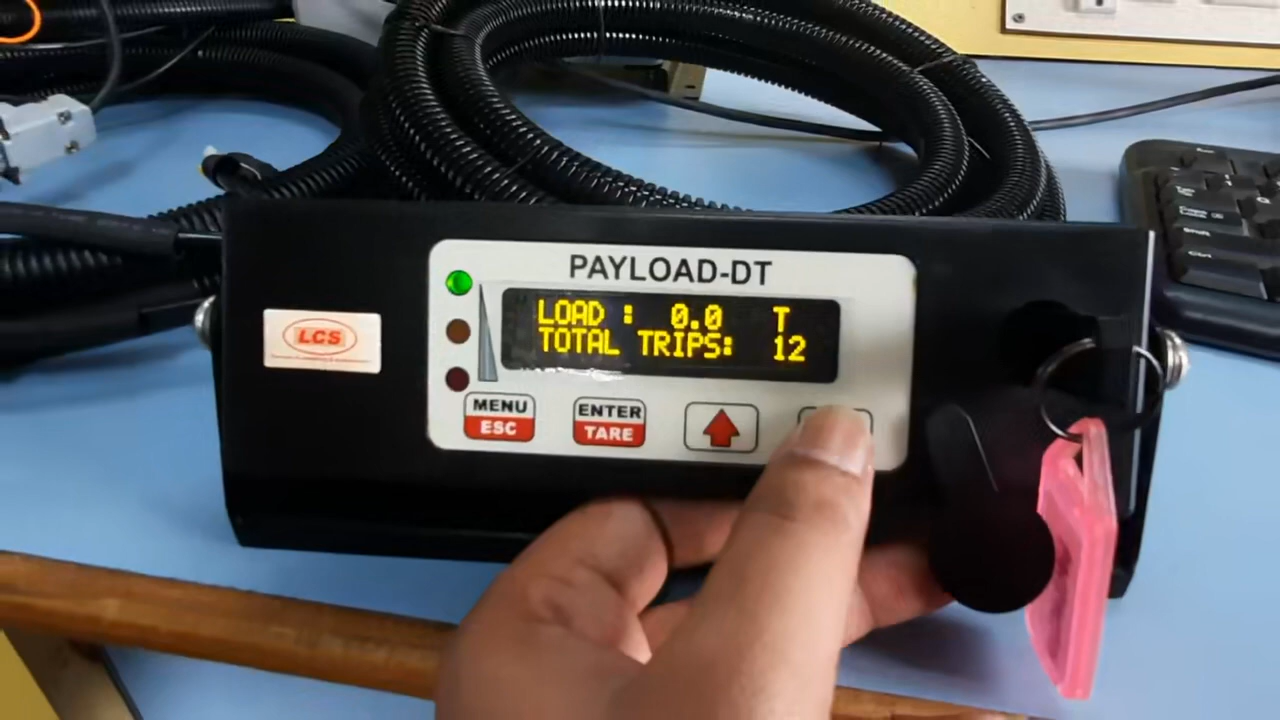 PAYLOAD-DT
LOAD : 0.0 T
TOTAL TRIPS: 12
LCS
MENU
ESC
ENTER
TARE